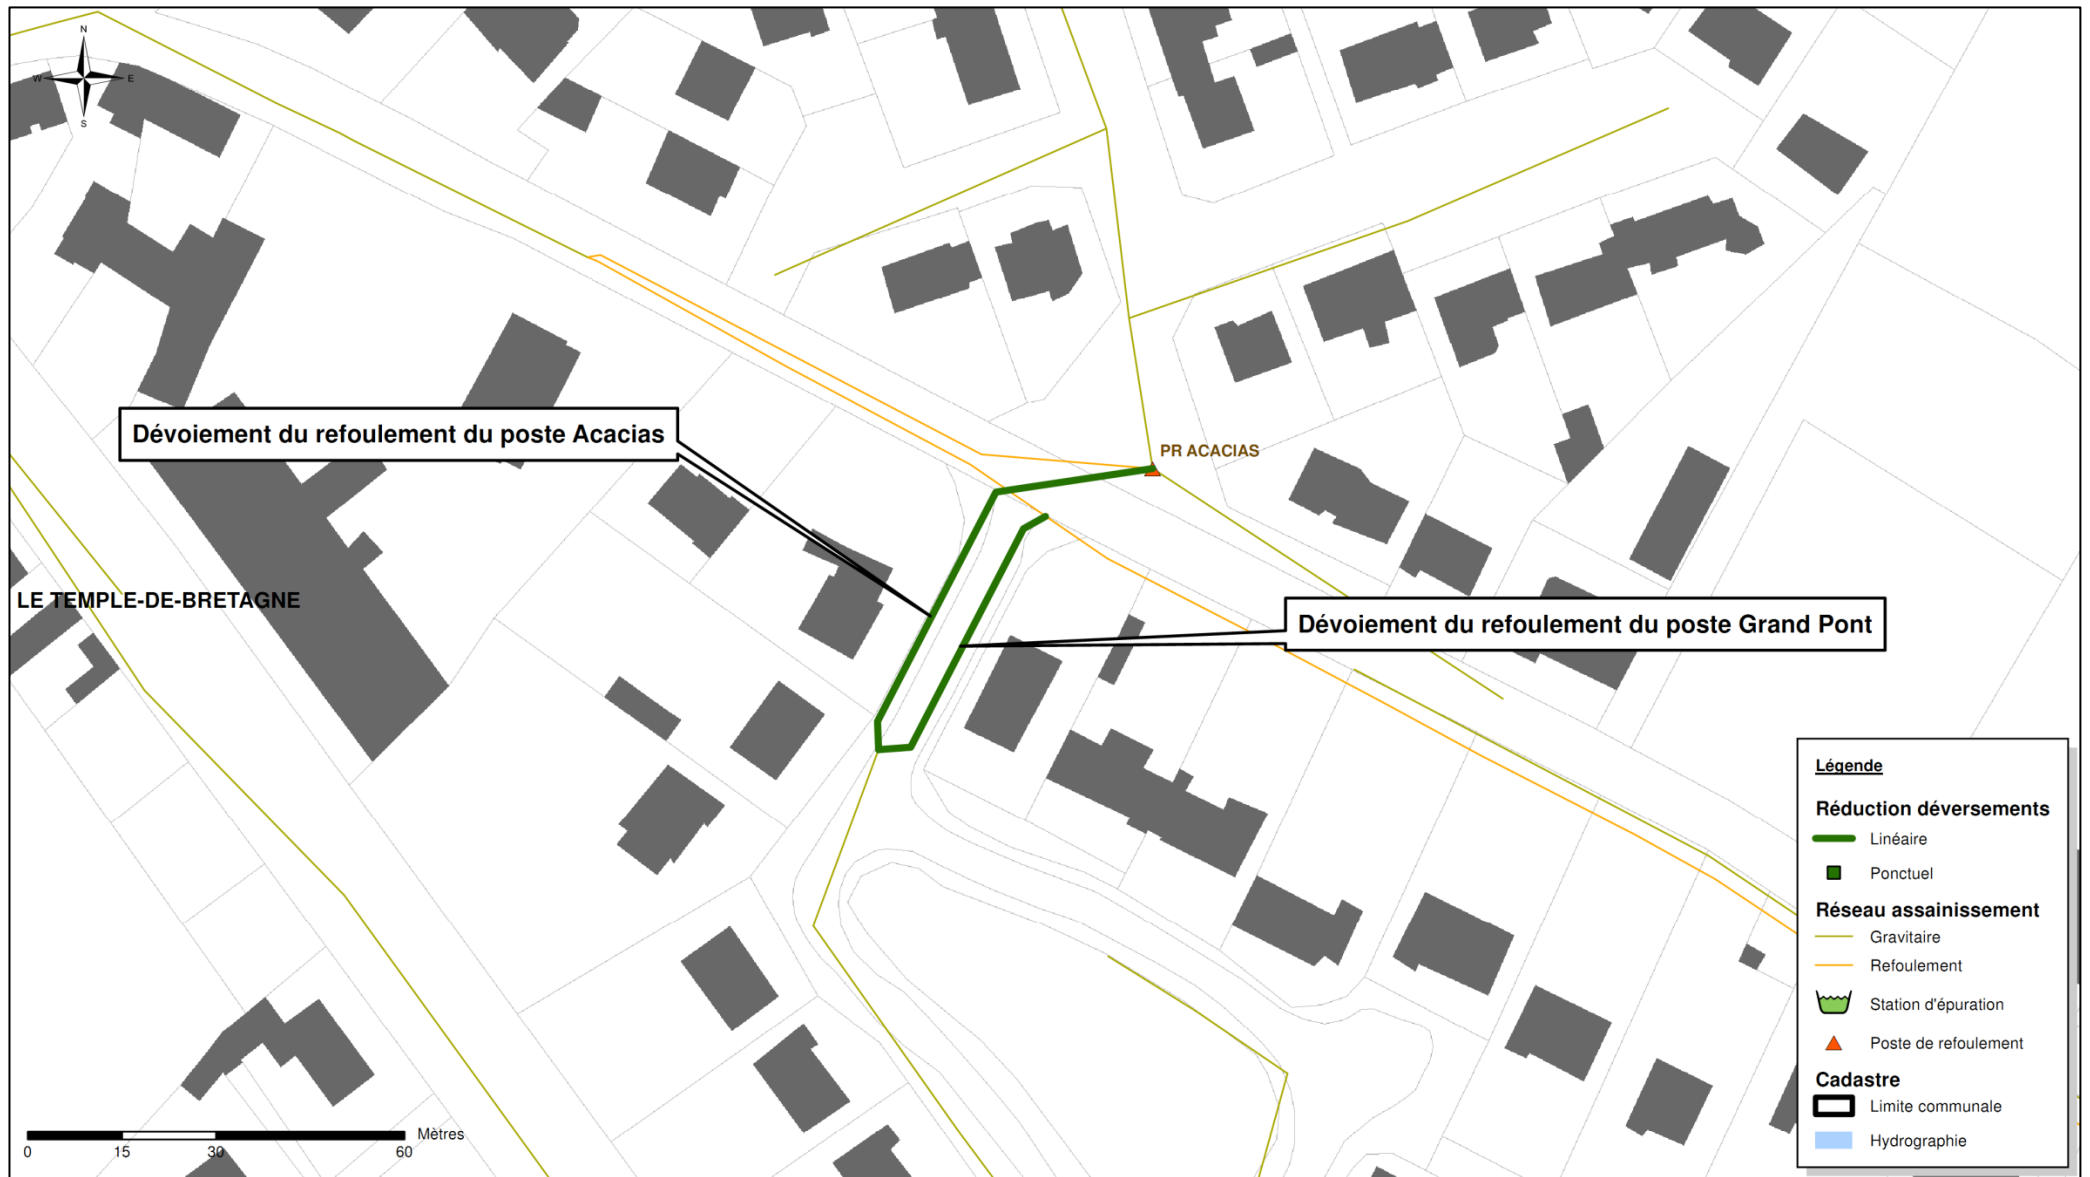 N
W E
S
Dévoiement du refoulement du poste Acacias
PR ACACIAS
LE TEMPLE-DE-BRETAGNE
Dévoiement du refoulement du poste Grand Pont
Légende
Réduction déversements
Linéaire
Ponctuel
Réseau assainissement
Gravitaire
Refoulement
Station d'épuration
Poste de refoulement
Cadastre
Limite communale
Hydrographie
Mètres
0 15 30 60